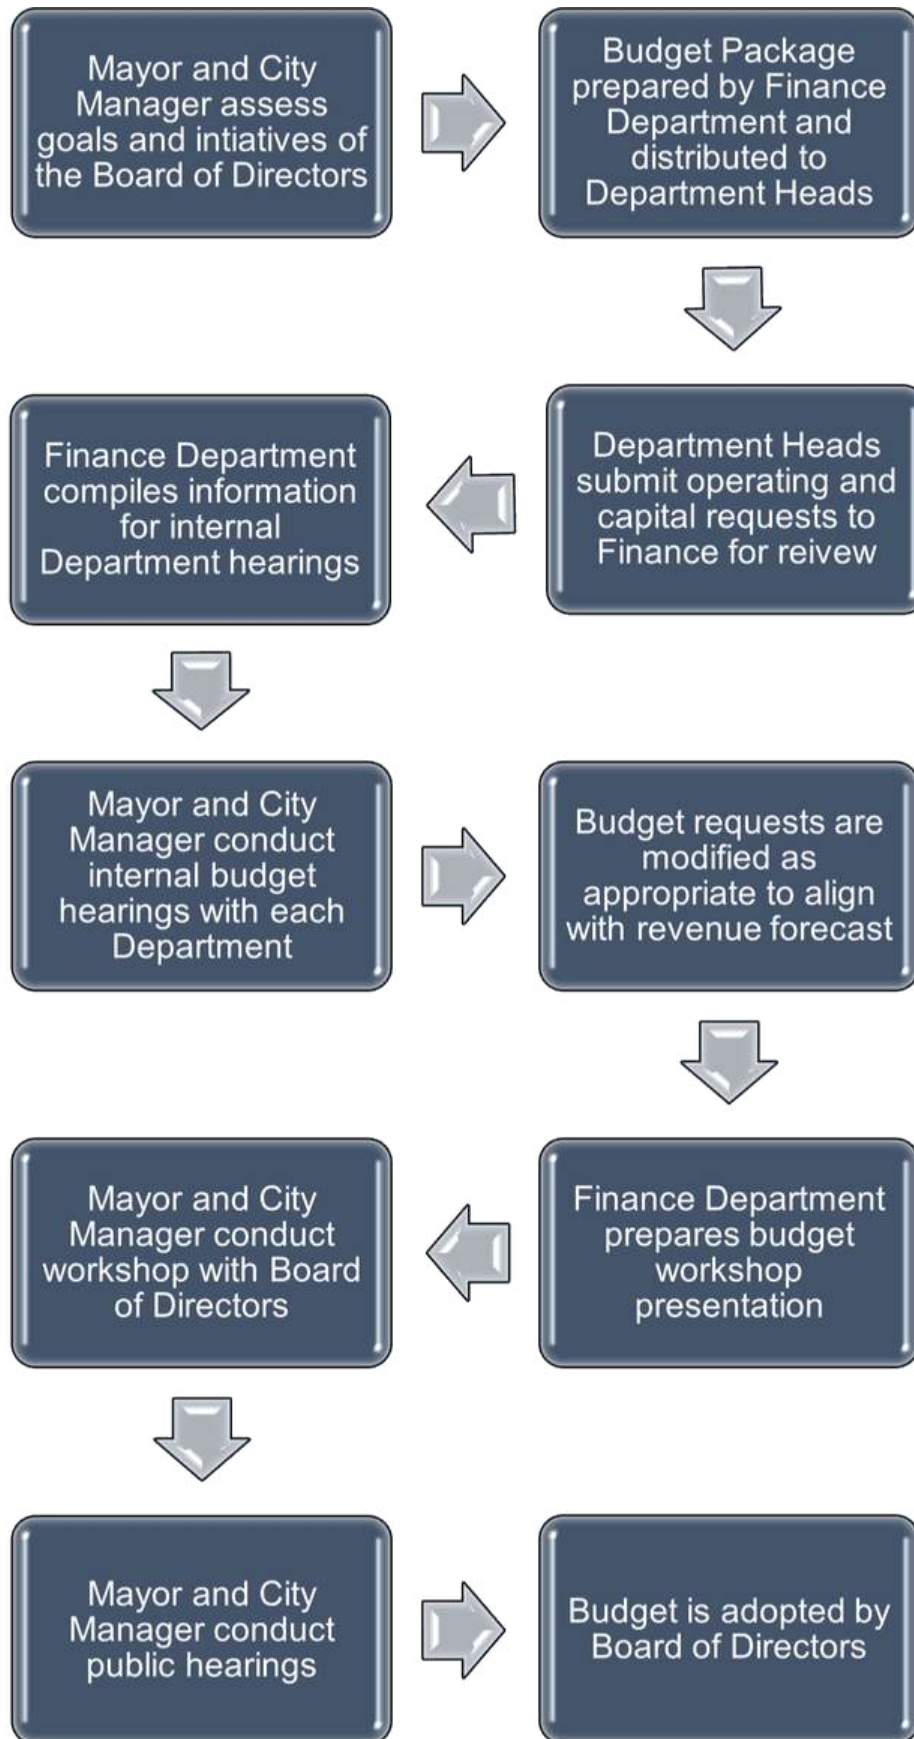 Mayor and City
Manager assess
goals and intiatives of
the Board of Directors
Budget Package
prepared by Finance
Department and
distributed to
Department Heads
Department Heads
submit operating and
capital requests to
Finance for reivew
Finance Department
compiles information
for internal
Department hearings
Mayor and City
Manager conduct
internal budget
hearings with each
Department
Budget requests are
modified as
appropriate to align
with revenue forecast
Finance Department
prepares budget
workshop
presentation
Mayor and City
Manager conduct
workshop with Board
of Directors
Mayor and City
Manager conduct
public hearings
Budget is adopted by
Board of Directors